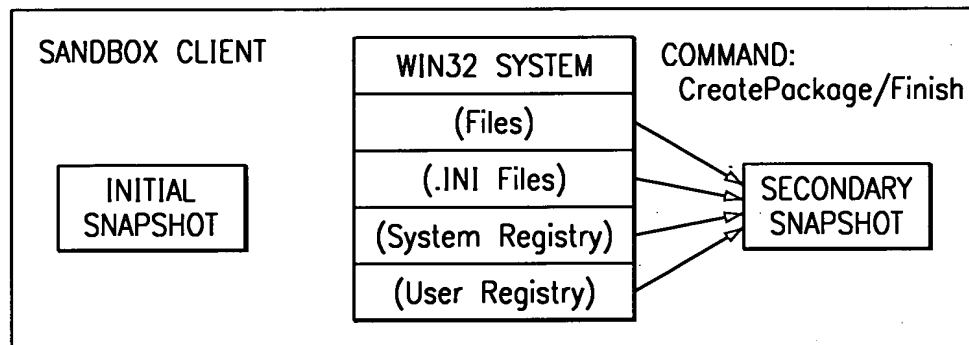 SANDBOX CLIENT
WIN32 SYSTEM
(Files)
(.INI Files)
(System Registry)
(User Registry)
COMMAND:
CreatePackage/Finish
INITIAL
SNAPSHOT
SECONDARY
SNAPSHOT